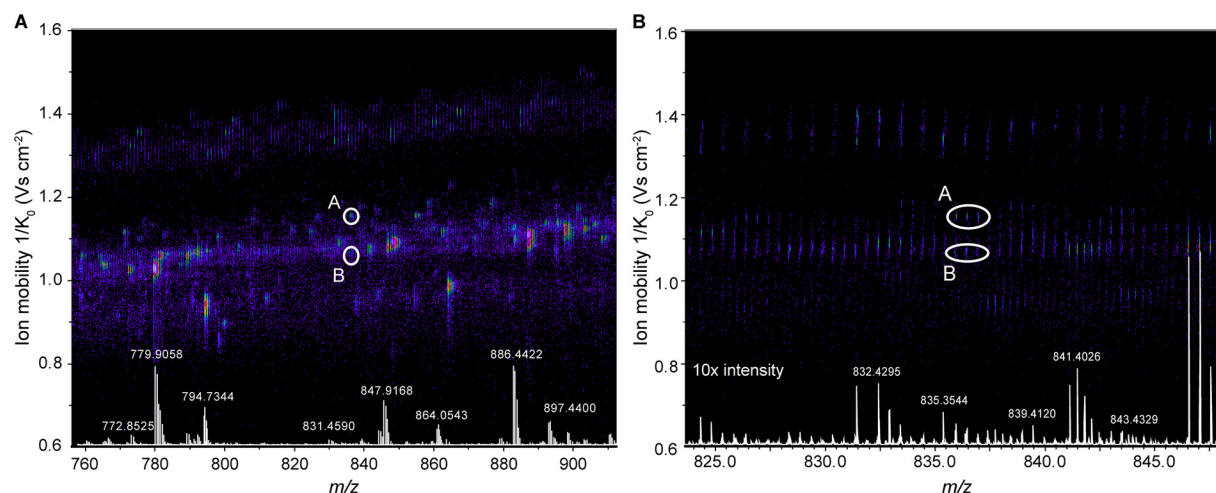 A
Ion mobility 1/K0 (Vs cm-2)
1.6
1.4
1.2
1.0
0.8
0.6
A
B
779.9058
772.8525
794.7344
831.4590
847.9168
864.0543
886.4422
897.4400
760 780 800 820 840 860 880 900
m/z
B
Ion mobility 1/K0 (Vs cm-2)
1.6
1.4
1.2
1.0
0.8
0.6
A
B
10x intensity
832.4295
835.3544
839.4120
841.4026
843.4329
825.0 830.0 835.0 840.0 845.0
m/z